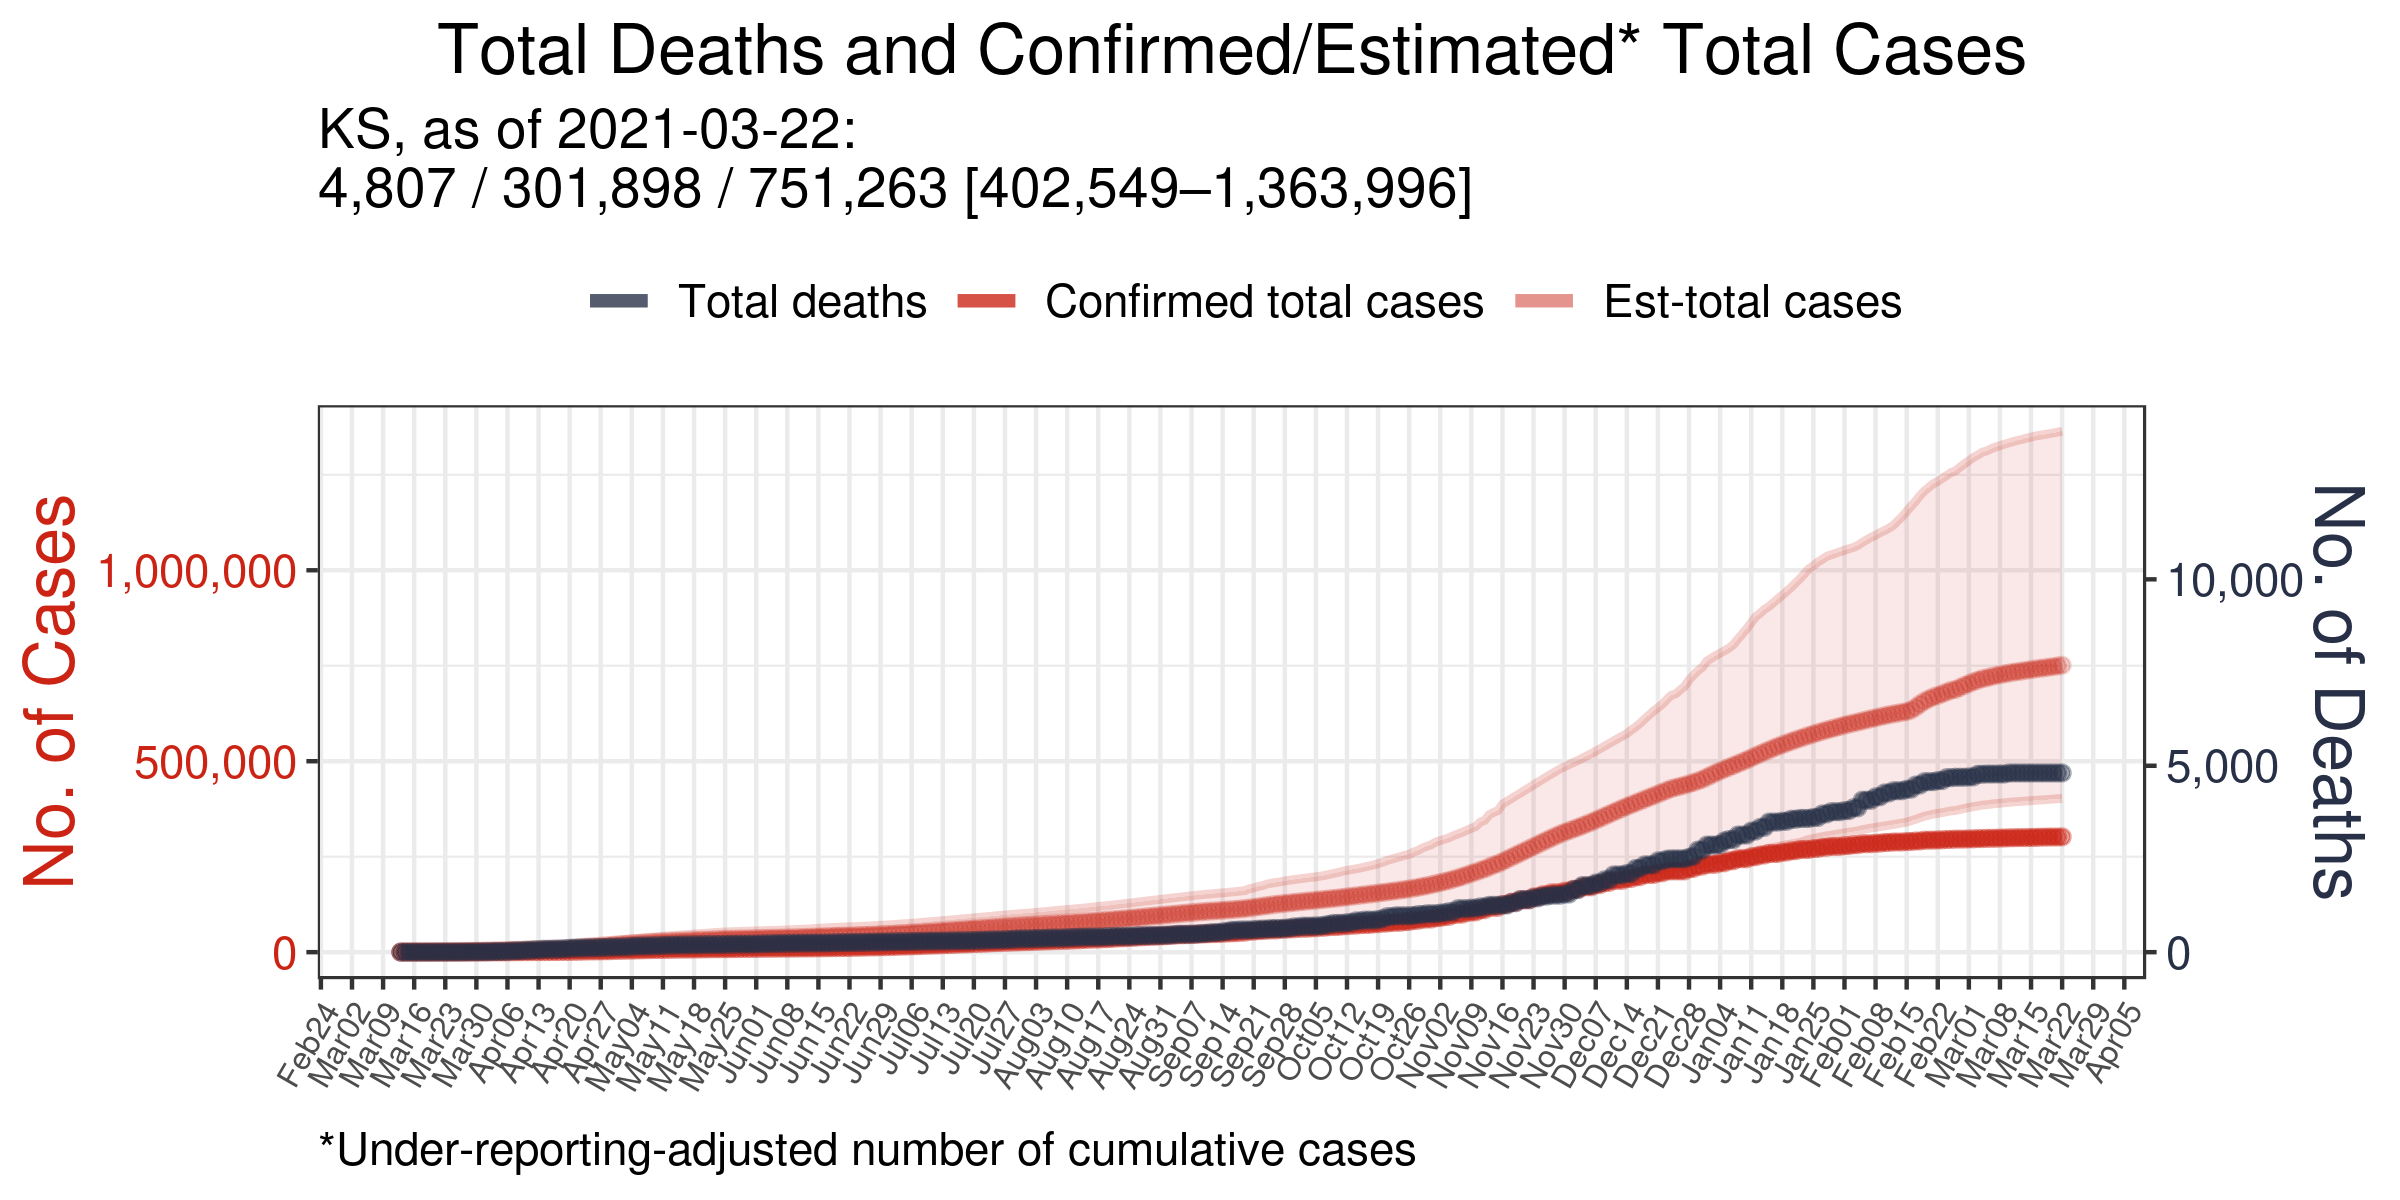 Total Deaths and Confirmed/Estimated* Total Cases
KS, as of 2021-03-22:
4,807 / 301,898 / 751,263 [402,549–1,363,996]
Total deaths
Confirmed total cases
Est-total cases
No. of Cases
1,000,000
500,000
0
10,000
5,000
0
No. of Deaths
Feb24
Mar02
Mar09
Mar16
Mar23
Mar30
Apr06
Apr13
Apr20
Apr27
May04
May11
May18
May25
Jun01
Jun08
Jun15
Jun22
Jun29
Jul06
Jul13
Jul20
Jul27
Aug03
Aug10
Aug17
Aug24
Aug31
Sep07
Sep14
Sep21
Sep28
Oct05
Oct12
Oct19
Oct26
Nov02
Nov09
Nov16
Nov23
Nov30
Dec07
Dec14
Dec21
Dec28
Jan04
Jan11
Jan18
Jan25
Feb01
Feb08
Feb15
Feb22
Mar01
Mar08
Mar15
Mar22
Mar29
Apr05
*Under-reporting-adjusted number of cumulative cases